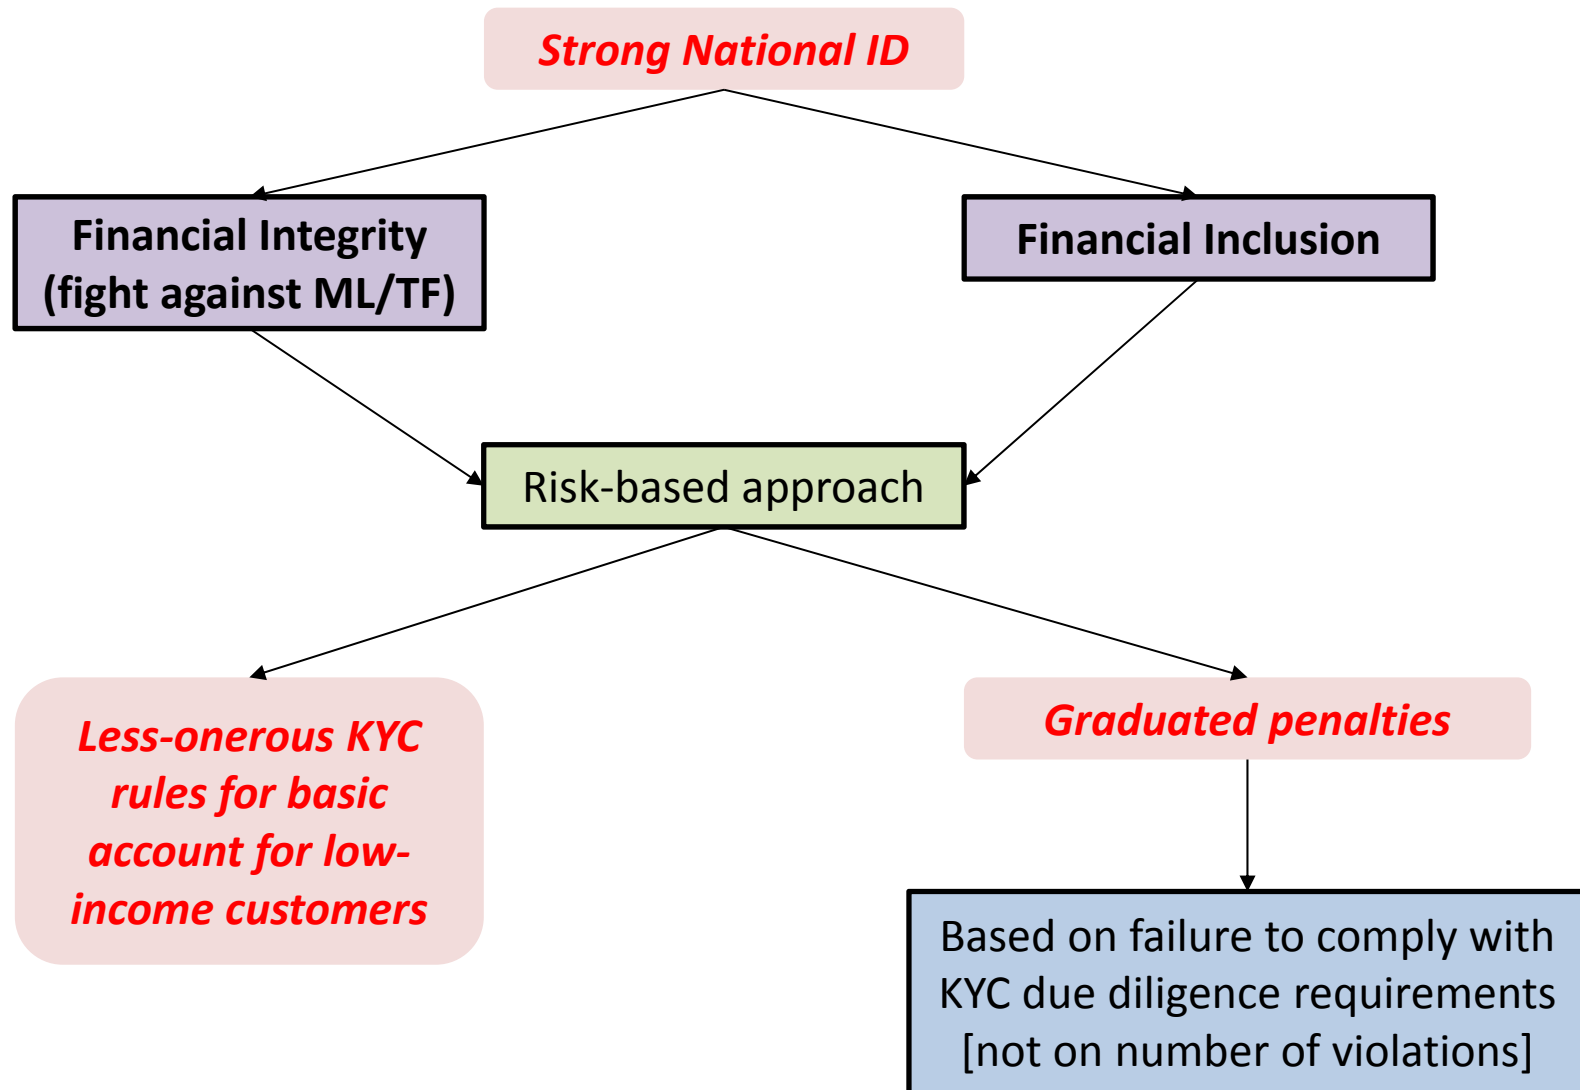 Strong National ID
Financial Integrity
(fight against ML/TF)
Financial Inclusion
Risk-based approach
Less-onerous KYC
rules for basic
account for low-
income customers
Graduated penalties
Based on failure to comply with
KYC due diligence requirements
[not on number of violations]